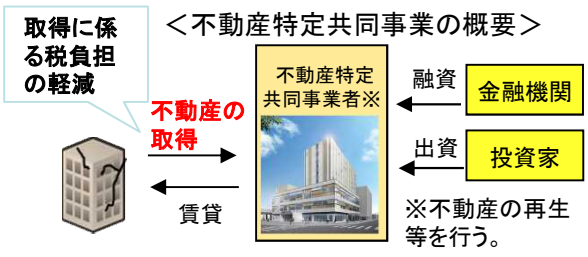 ＜不動産特定共同事業の概要＞
取得に係
る税負担
の軽減
不動産の
取得
賃貸
不動産特定
共同事業者※
融資
金融機関
出資
投資家
※不動産の再生
等を行う。